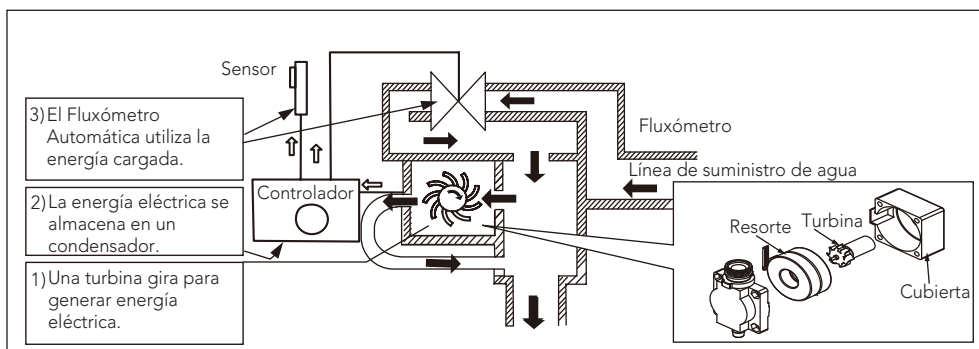 Sensor
3) El Fluxómetro
Automática utiliza la
energía cargada.
Fluxómetro
Línea de suministro de agua
Controlador
2) La energía eléctrica se
almacena en un
condensador.
Turbina
Resorte
Cubierta
1) Una turbina gira para
generar energía
eléctrica.